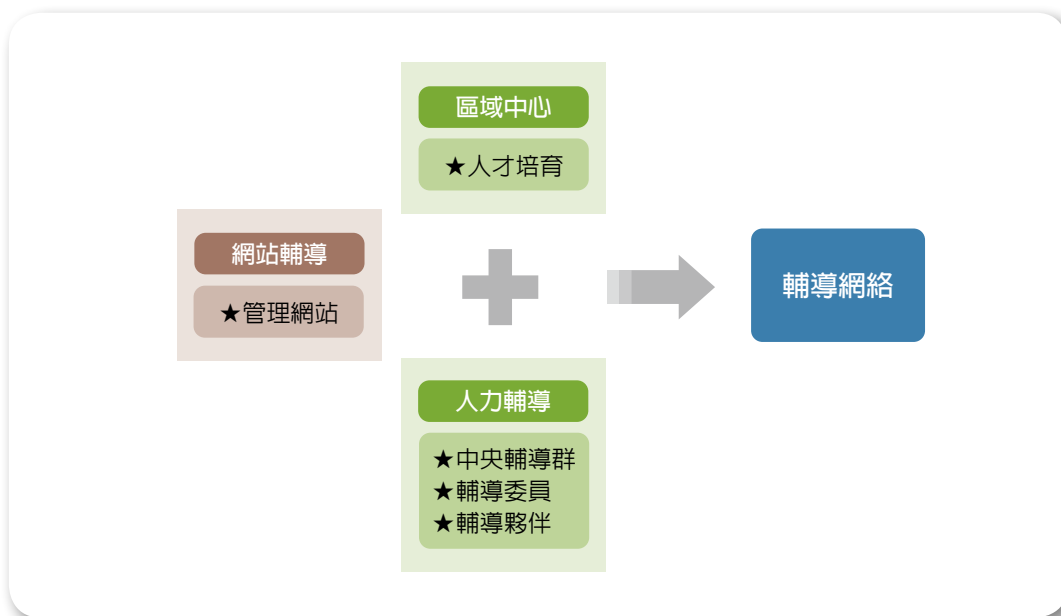 區域中心
★人才培育
網站輔導
★管理網站
輔導網絡
人力輔導
★中央輔導群
★輔導委員
★輔導夥伴